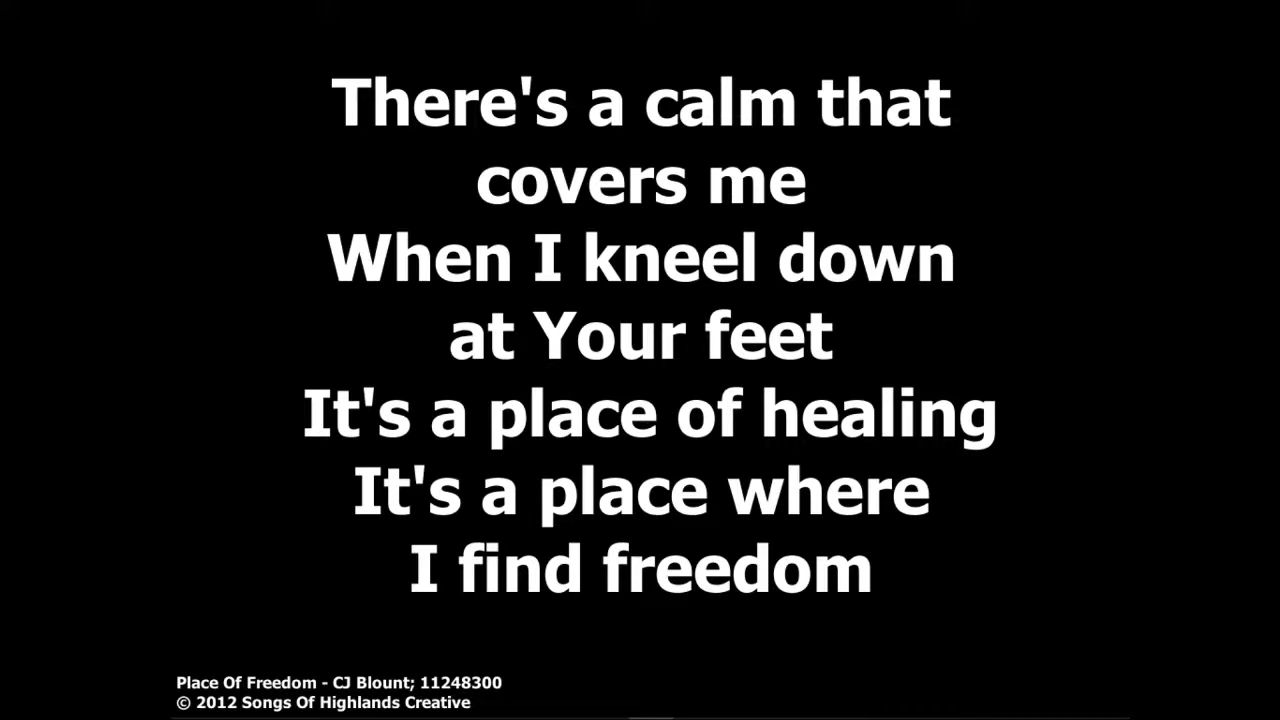 There's a calm that
covers me
When I kneel down
at Your feet
It's a place of healing
It's a place where
I find freedom
Place Of Freedom - CJ Blount; 11248300
© 2012 Songs Of Highlands Creative